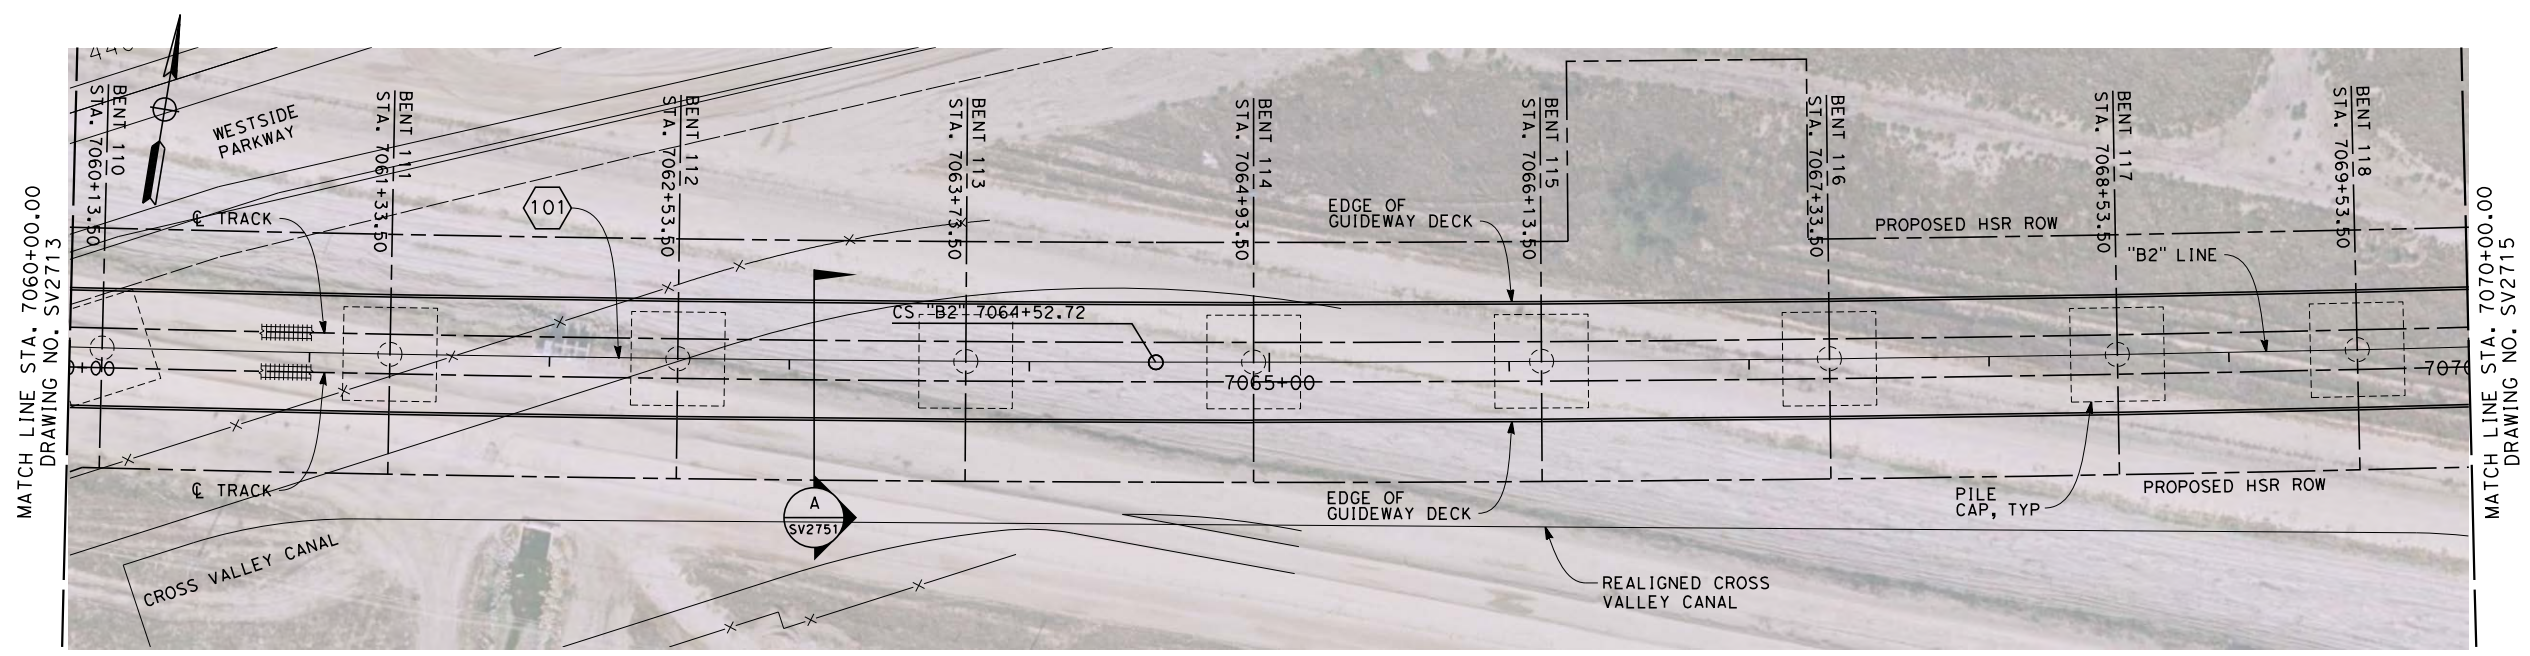 MATCH LINE STA. 7060+00.00
DRAWING NO. SV2713
BENT 110
STA. 7060+13.50
WESTSIDE
PARKWAY
BENT 111
STA. 7061+33.50
BENT 112
STA. 7062+53.50
BENT 113
STA. 7063+73.50
BENT 114
STA. 7064+93.50
BENT 115
STA. 7066+13.50
BENT 116
STA. 7067+33.50
BENT 117
STA. 7068+53.50
BENT 118
STA. 7069+53.50
℄ TRACK
101
EDGE OF
GUIDEWAY DECK
PROPOSED HSR ROW
"B2" LINE
CS "B2" 7064+52.72
0+00
7065+00
7070
℄ TRACK
A
SV2751
EDGE OF
GUIDEWAY DECK
PILE
CAP, TYP
PROPOSED HSR ROW
CROSS VALLEY CANAL
REALIGNED CROSS
VALLEY CANAL
MATCH LINE STA. 7070+00.00
DRAWING NO. SV2715